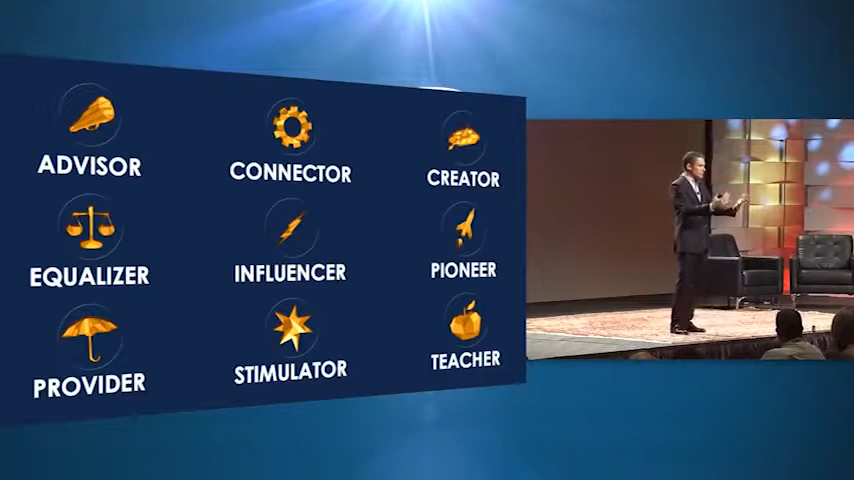 ADVISOR
CONNECTOR
CREATOR
EQUALIZER
INFLUENCER
PIONEER
PROVIDER
STIMULATOR
TEACHER